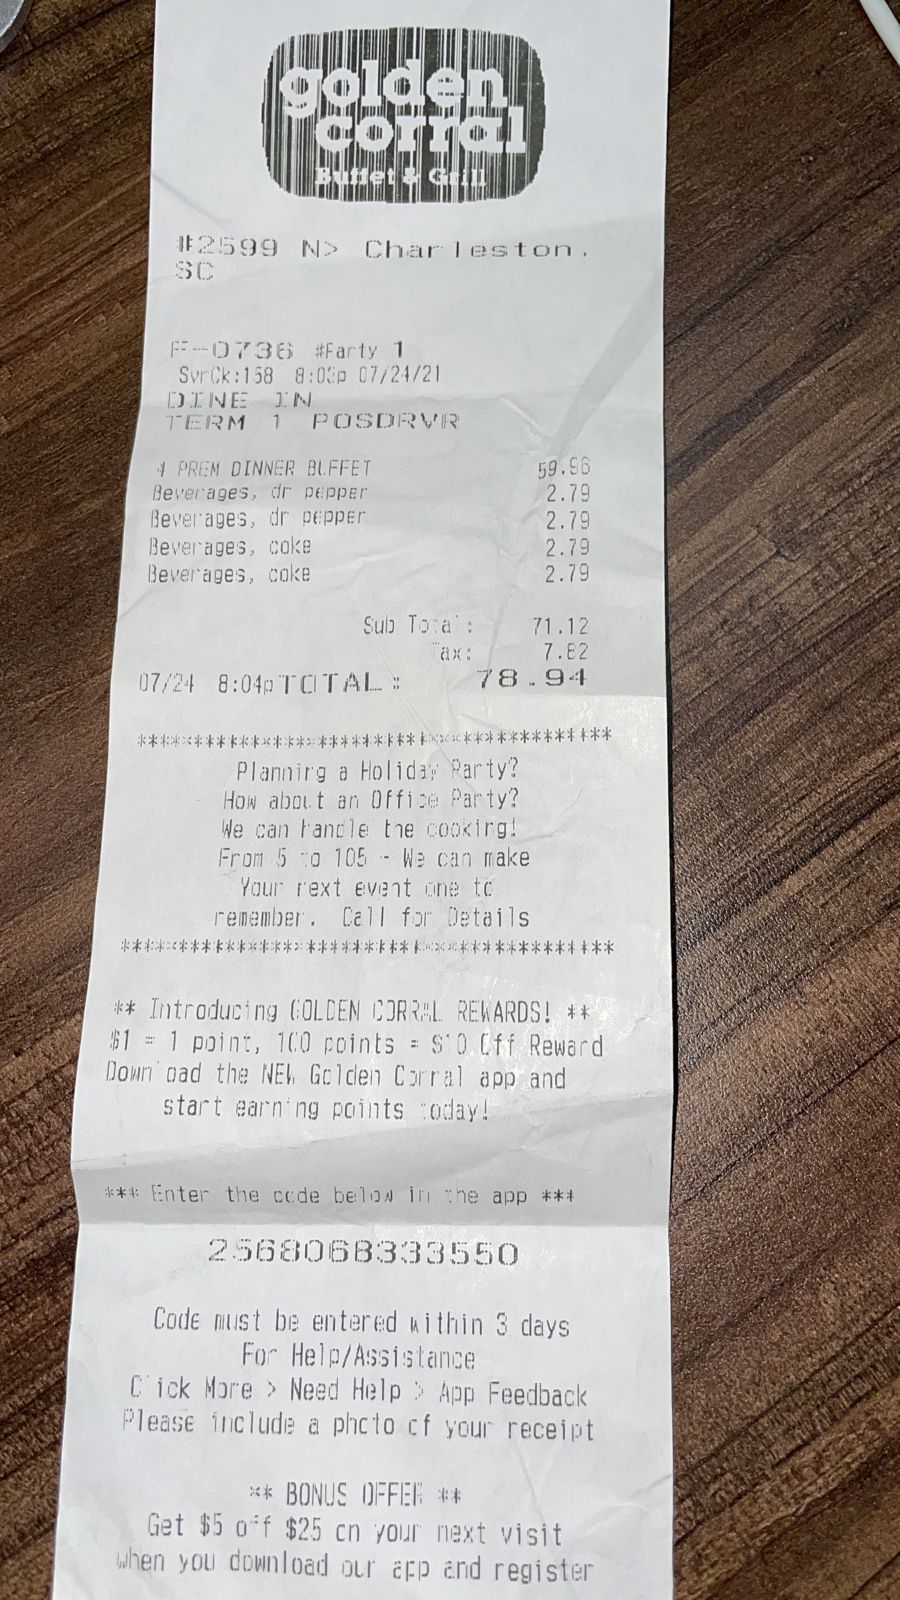 golden
corral
Buffet & Grill
#2599 N> Charleston,
SC
F-0736 #Party 1
SvrCk:158 8:03p 07/24/21
DINE IN
TERM 1 POSDRVR
4 PREM DINNER BUFFET 59.96
Beverages, dr pepper 2.79
Beverages, dr pepper 2.79
Beverages, coke 2.79
Beverages, coke 2.79
Sub Total: 71.12
Tax: 7.82
07/24 8:04p TOTAL: 78.94
******************************************
Planning a Holiday Party?
How about an Office Party?
We can handle the cooking!
From 5 to 105 - We can make
Your next event one to
remember. Call for Details
******************************************
** Introducing GOLDEN CORRAL REWARDS! **
$1 = 1 point, 100 points = $10 Off Reward
Download the NEW Golden Corral app and
start earning points today!
*** Enter the code below in the app ***
2568068333550
Code must be entered within 3 days
For Help/Assistance
Click More > Need Help > App Feedback
Please include a photo of your receipt
** BONUS OFFER **
Get $5 off $25 on your next visit
when you download our app and register